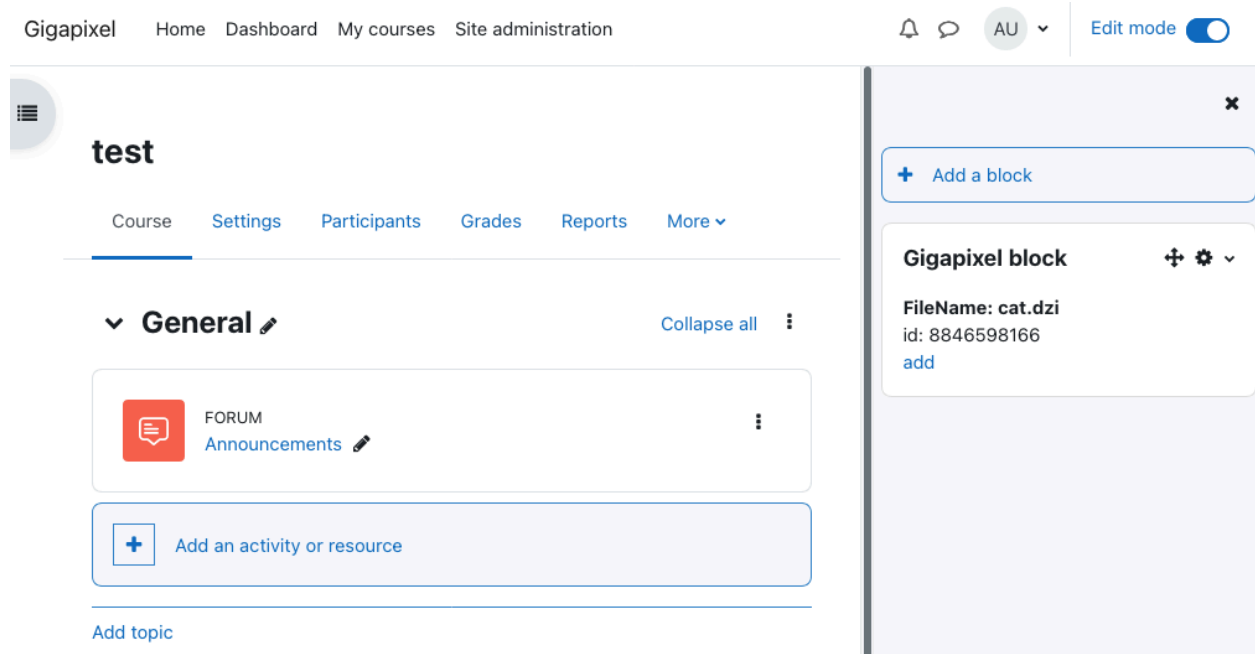 Gigapixel Home Dashboard My courses Site administration AU Edit mode
test
Course Settings Participants Grades Reports More
General Collapse all
FORUM
Announcements
Add an activity or resource
Add topic
Add a block
Gigapixel block
FileName: cat.dzi
id: 8846598166
add